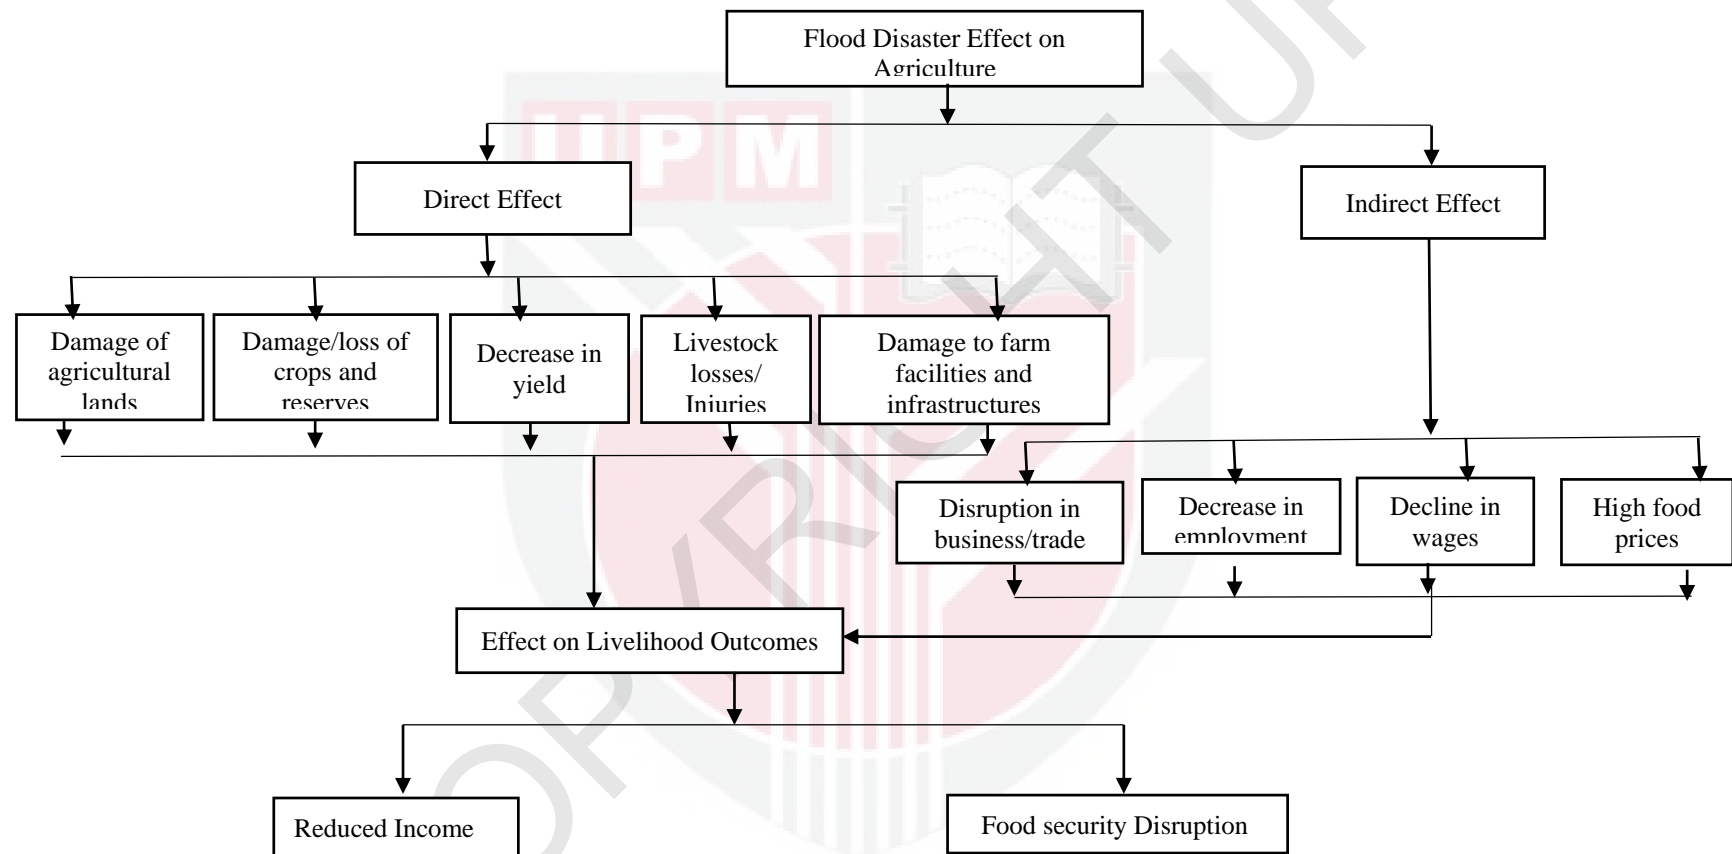 Flood Disaster Effect on
Agriculture
UPM
Direct Effect
Indirect Effect
Damage of
agricultural
lands
Damage/loss of
crops and
reserves
Decrease in
yield
Livestock
losses/
Injuries
Damage to farm
facilities and
infrastructures
Disruption in
business/trade
Decrease in
employment
Decline in
wages
High food
prices
Effect on Livelihood Outcomes
Reduced Income
Food security Disruption
OPYRIGHT UP